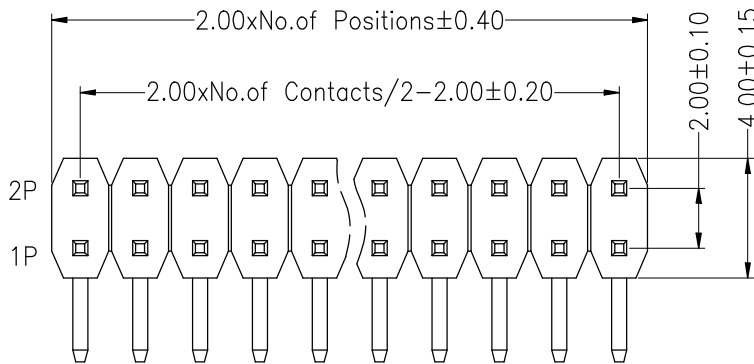 2.00xNo.of Positions±0.40
2.00xNo.of Contacts/2-2.00±0.20
2.00±0.10
4.00±0.15
2P
1P